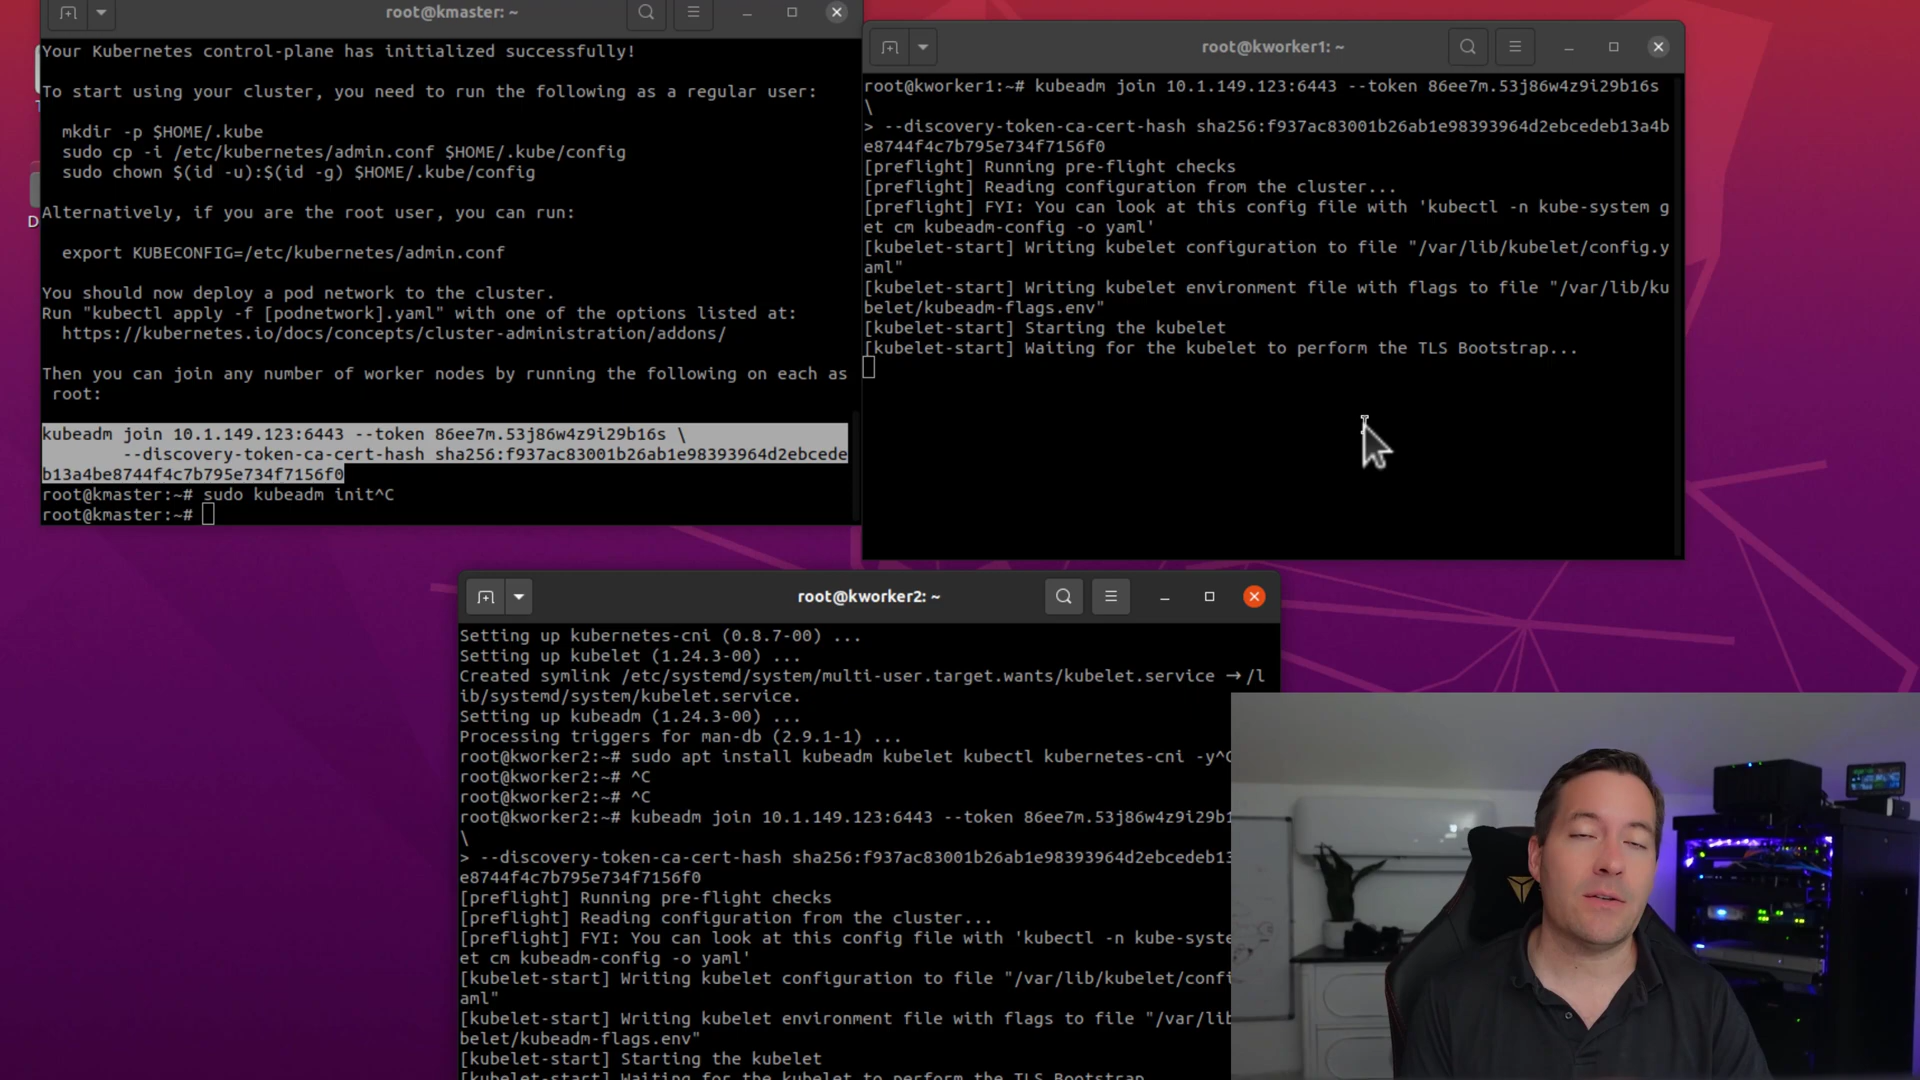 root@kmaster: ~
Your Kubernetes control-plane has initialized successfully!
To start using your cluster, you need to run the following as a regular user:
mkdir -p $HOME/.kube
sudo cp -i /etc/kubernetes/admin.conf $HOME/.kube/config
sudo chown $(id -u):$(id -g) $HOME/.kube/config
Alternatively, if you are the root user, you can run:
export KUBECONFIG=/etc/kubernetes/admin.conf
You should now deploy a pod network to the cluster.
Run "kubectl apply -f [podnetwork].yaml" with one of the options listed at:
https://kubernetes.io/docs/concepts/cluster-administration/addons/
Then you can join any number of worker nodes by running the following on each as
root:
kubeadm join 10.1.149.123:6443 --token 86ee7m.53j86w4z9i29b16s \
--discovery-token-ca-cert-hash sha256:f937ac83001b26ab1e98393964d2ebcede
b13a4be8744f4c7b795e734f7156f0
root@kmaster:~# sudo kubeadm init^C
root@kmaster:~#
root@kworker1: ~
root@kworker1:~# kubeadm join 10.1.149.123:6443 --token 86ee7m.53j86w4z9i29b16s
\
> --discovery-token-ca-cert-hash sha256:f937ac83001b26ab1e98393964d2ebcedeb13a4b
e8744f4c7b795e734f7156f0
[preflight] Running pre-flight checks
[preflight] Reading configuration from the cluster...
[preflight] FYI: You can look at this config file with 'kubectl -n kube-system g
et cm kubeadm-config -o yaml'
[kubelet-start] Writing kubelet configuration to file "/var/lib/kubelet/config.y
aml"
[kubelet-start] Writing kubelet environment file with flags to file "/var/lib/ku
belet/kubeadm-flags.env"
[kubelet-start] Starting the kubelet
[kubelet-start] Waiting for the kubelet to perform the TLS Bootstrap...
root@kworker2: ~
Setting up kubernetes-cni (0.8.7-00) ...
Setting up kubelet (1.24.3-00) ...
Created symlink /etc/systemd/system/multi-user.target.wants/kubelet.service → /l
ib/systemd/system/kubelet.service.
Setting up kubeadm (1.24.3-00) ...
Processing triggers for man-db (2.9.1-1) ...
root@kworker2:~# sudo apt install kubeadm kubelet kubectl kubernetes-cni -y^C
root@kworker2:~# ^C
root@kworker2:~# ^C
root@kworker2:~# kubeadm join 10.1.149.123:6443 --token 86ee7m.53j86w4z9i29b1
\
> --discovery-token-ca-cert-hash sha256:f937ac83001b26ab1e98393964d2ebcedeb13
e8744f4c7b795e734f7156f0
[preflight] Running pre-flight checks
[preflight] Reading configuration from the cluster...
[preflight] FYI: You can look at this config file with 'kubectl -n kube-syste
et cm kubeadm-config -o yaml'
[kubelet-start] Writing kubelet configuration to file "/var/lib/kubelet/confi
aml"
[kubelet-start] Writing kubelet environment file with flags to file "/var/lib
belet/kubeadm-flags.env"
[kubelet-start] Starting the kubelet
[kubelet-start] Waiting for the kubelet to perform the TLS Bootstrap